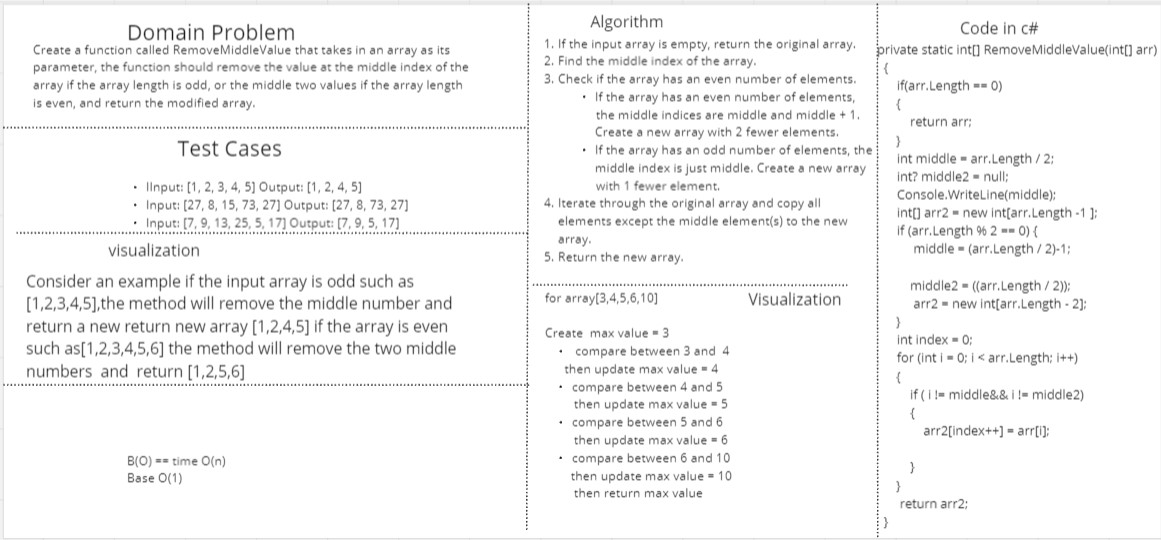 Domain Problem
Create a function called RemoveMiddleValue that takes in an array as its
parameter, the function should remove the value at the middle index of the
array if the array length is odd, or the middle two values if the array length
is even, and return the modified array.
Test Cases
• IInput: [1, 2, 3, 4, 5] Output: [1, 2, 4, 5]
• Input: [27, 8, 15, 73, 27] Output: [27, 8, 73, 27]
• Input: [7, 9, 13, 25, 5, 17] Output: [7, 9, 5, 17]
visualization
Consider an example if the input array is odd such as
[1,2,3,4,5],the method will remove the middle number and
return a new return new array [1,2,4,5] if the array is even
such as[1,2,3,4,5,6] the method will remove the two middle
numbers and return [1,2,5,6]
B(O) == time O(n)
Base O(1)
Algorithm
1. If the input array is empty, return the original array.
2. Find the middle index of the array.
3. Check if the array has an even number of elements.
• If the array has an even number of elements,
the middle indices are middle and middle + 1.
Create a new array with 2 fewer elements.
• If the array has an odd number of elements, the
middle index is just middle. Create a new array
with 1 fewer element.
4. Iterate through the original array and copy all
elements except the middle element(s) to the new
array.
5. Return the new array.
for array[3,4,5,6,10] Visualization
Create max value = 3
• compare between 3 and 4
then update max value = 4
• compare between 4 and 5
then update max value = 5
• compare between 5 and 6
then update max value = 6
• compare between 6 and 10
then update max value = 10
then return max value
Code in c#
private static int[] RemoveMiddleValue(int[] arr)
{
if(arr.Length == 0)
{
return arr;
}
int middle = arr.Length / 2;
int? middle2 = null;
Console.WriteLine(middle);
int[] arr2 = new int[arr.Length -1 ];
if (arr.Length % 2 == 0) {
middle = (arr.Length / 2)-1;
middle2 = ((arr.Length / 2));
arr2 = new int[arr.Length - 2];
}
int index = 0;
for (int i = 0; i < arr.Length; i++)
{
if ( i != middle&& i != middle2)
{
arr2[index++] = arr[i];
}
}
return arr2;
}